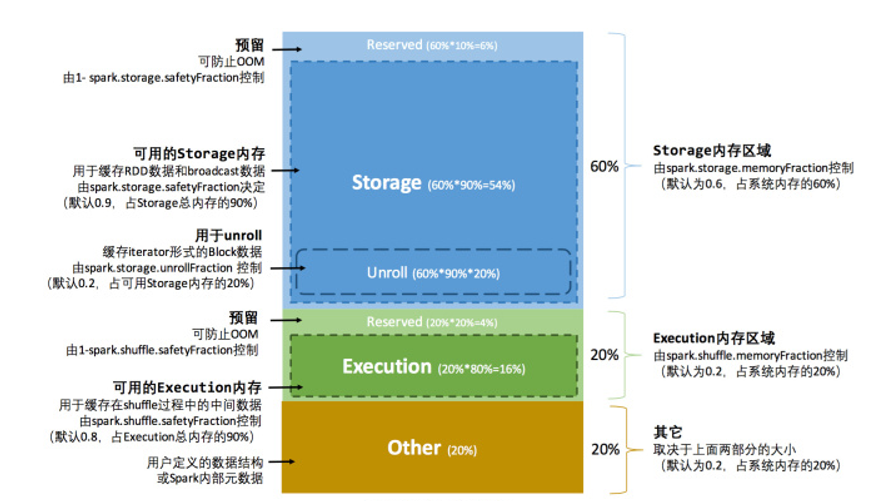 预留
可防止OOM
由1- spark.storage.safetyFraction控制
可用的Storage内存
用于缓存RDD数据和broadcast数据
由spark.storage.safetyFraction决定
（默认0.9，占Storage总内存的90%）
用于unroll
缓存iterator形式的Block数据
由spark.storage.unrollFraction 控制
（默认0.2，占可用Storage内存的20%）
预留
可防止OOM
由1-spark.shuffle.safetyFraction控制
可用的Execution内存
用于缓存在shuffle过程中的中间数据
由spark.shuffle.safetyFraction控制
（默认0.8，占Execution总内存的90%）
用户定义的数据结构
或Spark内部元数据
Reserved (60%*10%=6%)
Storage (60%*90%=54%)
Unroll (60%*90%*20%)
Reserved (20%*20%=4%)
Execution (20%*80%=16%)
Other (20%)
60%
20%
20%
Storage内存区域
由spark.storage.memoryFraction控制
（默认为0.6，占系统内存的60%）
Execution内存区域
由spark.shuffle.memoryFraction控制
（默认为0.2，占系统内存的20%）
其它
取决于上面两部分的大小
（默认为0.2，占系统内存的20%）